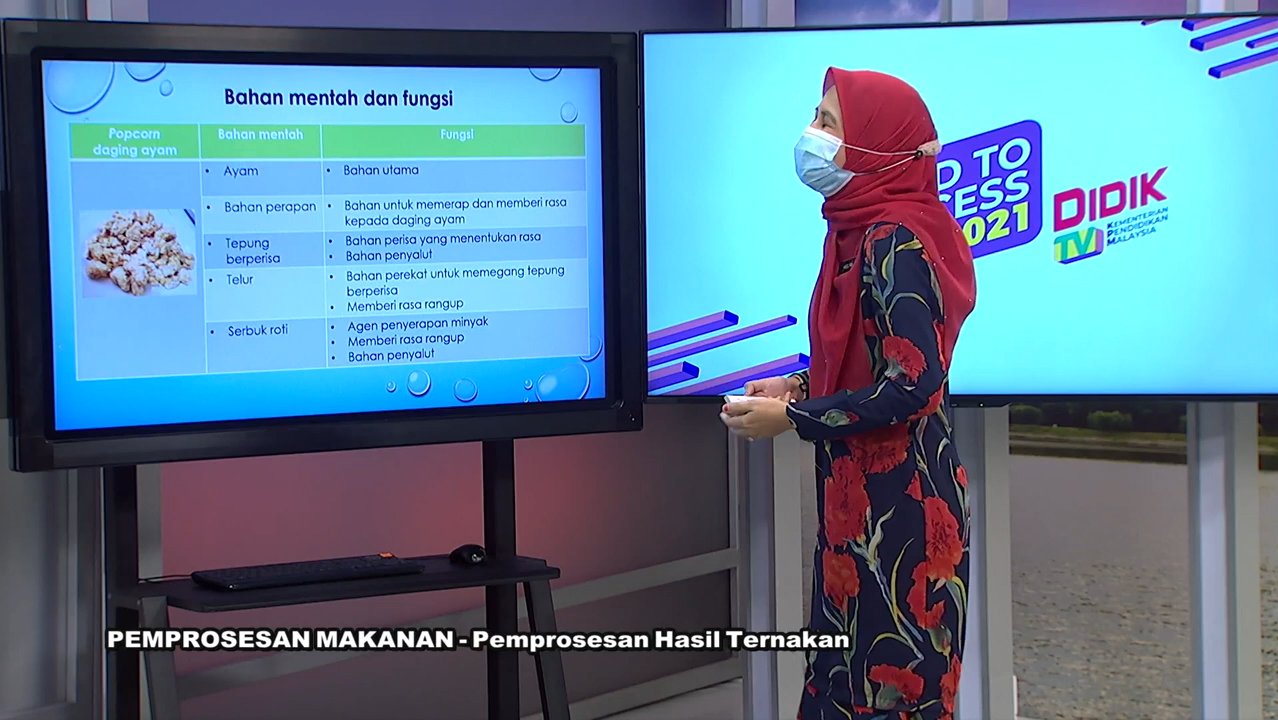 Bahan mentah dan fungsi
Popcorn
daging ayam
Bahan mentah
Fungsi
• Ayam
• Bahan utama
• Bahan perapan
• Bahan untuk memerap dan memberi rasa
kepada daging ayam
• Tepung
berperisa
• Bahan perisa yang menentukan rasa
• Bahan penyalut
• Telur
• Bahan perekat untuk memegang tepung
berperisa
• Memberi rasa rangup
• Serbuk roti
• Agen penyerapan minyak
• Memberi rasa rangup
• Bahan penyalut
D TO
CESS
2021
DIDIK
TV
KEMENTERIAN
PENDIDIKAN
MALAYSIA
PEMPROSESAN MAKANAN - Pemprosesan Hasil Ternakan